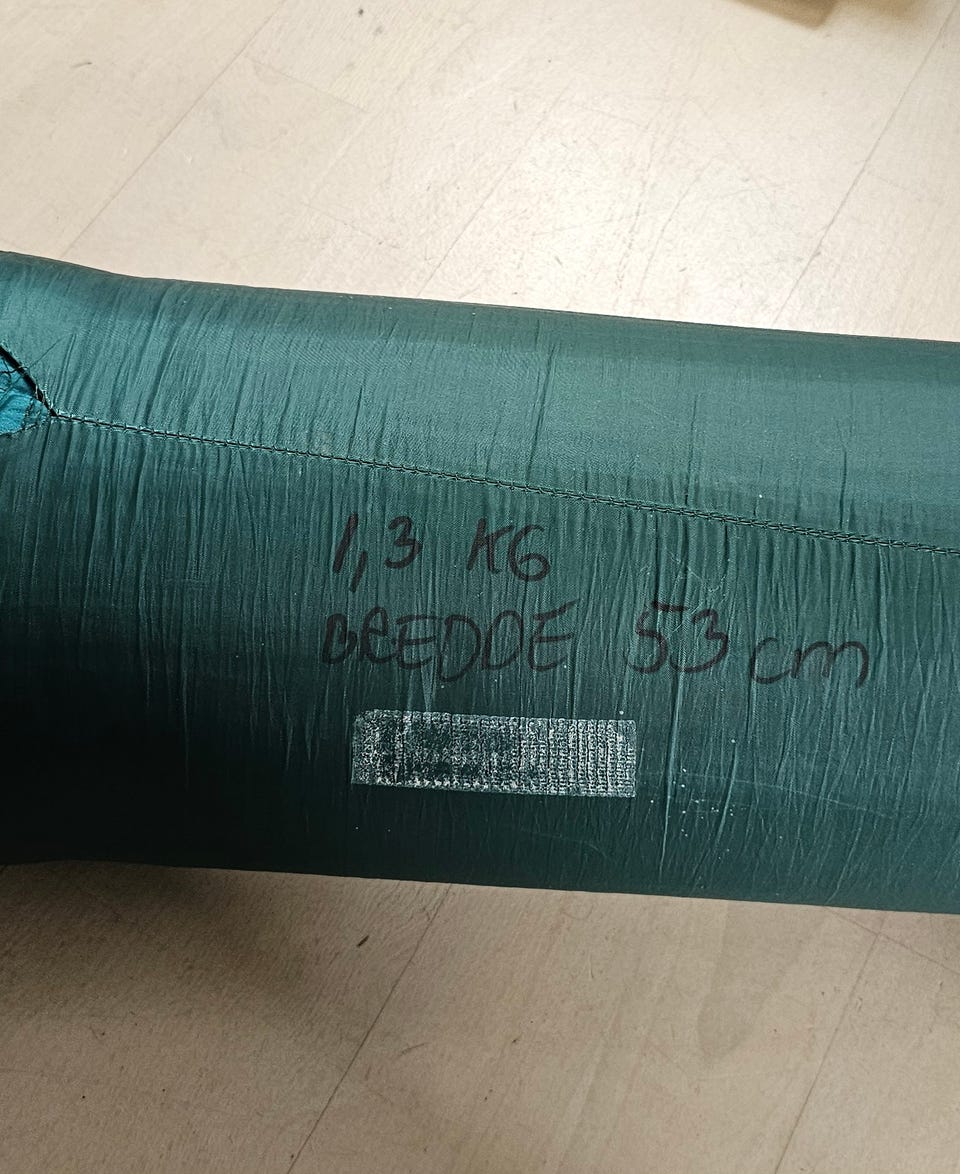 1,3 KG
BREDDE 53 cm